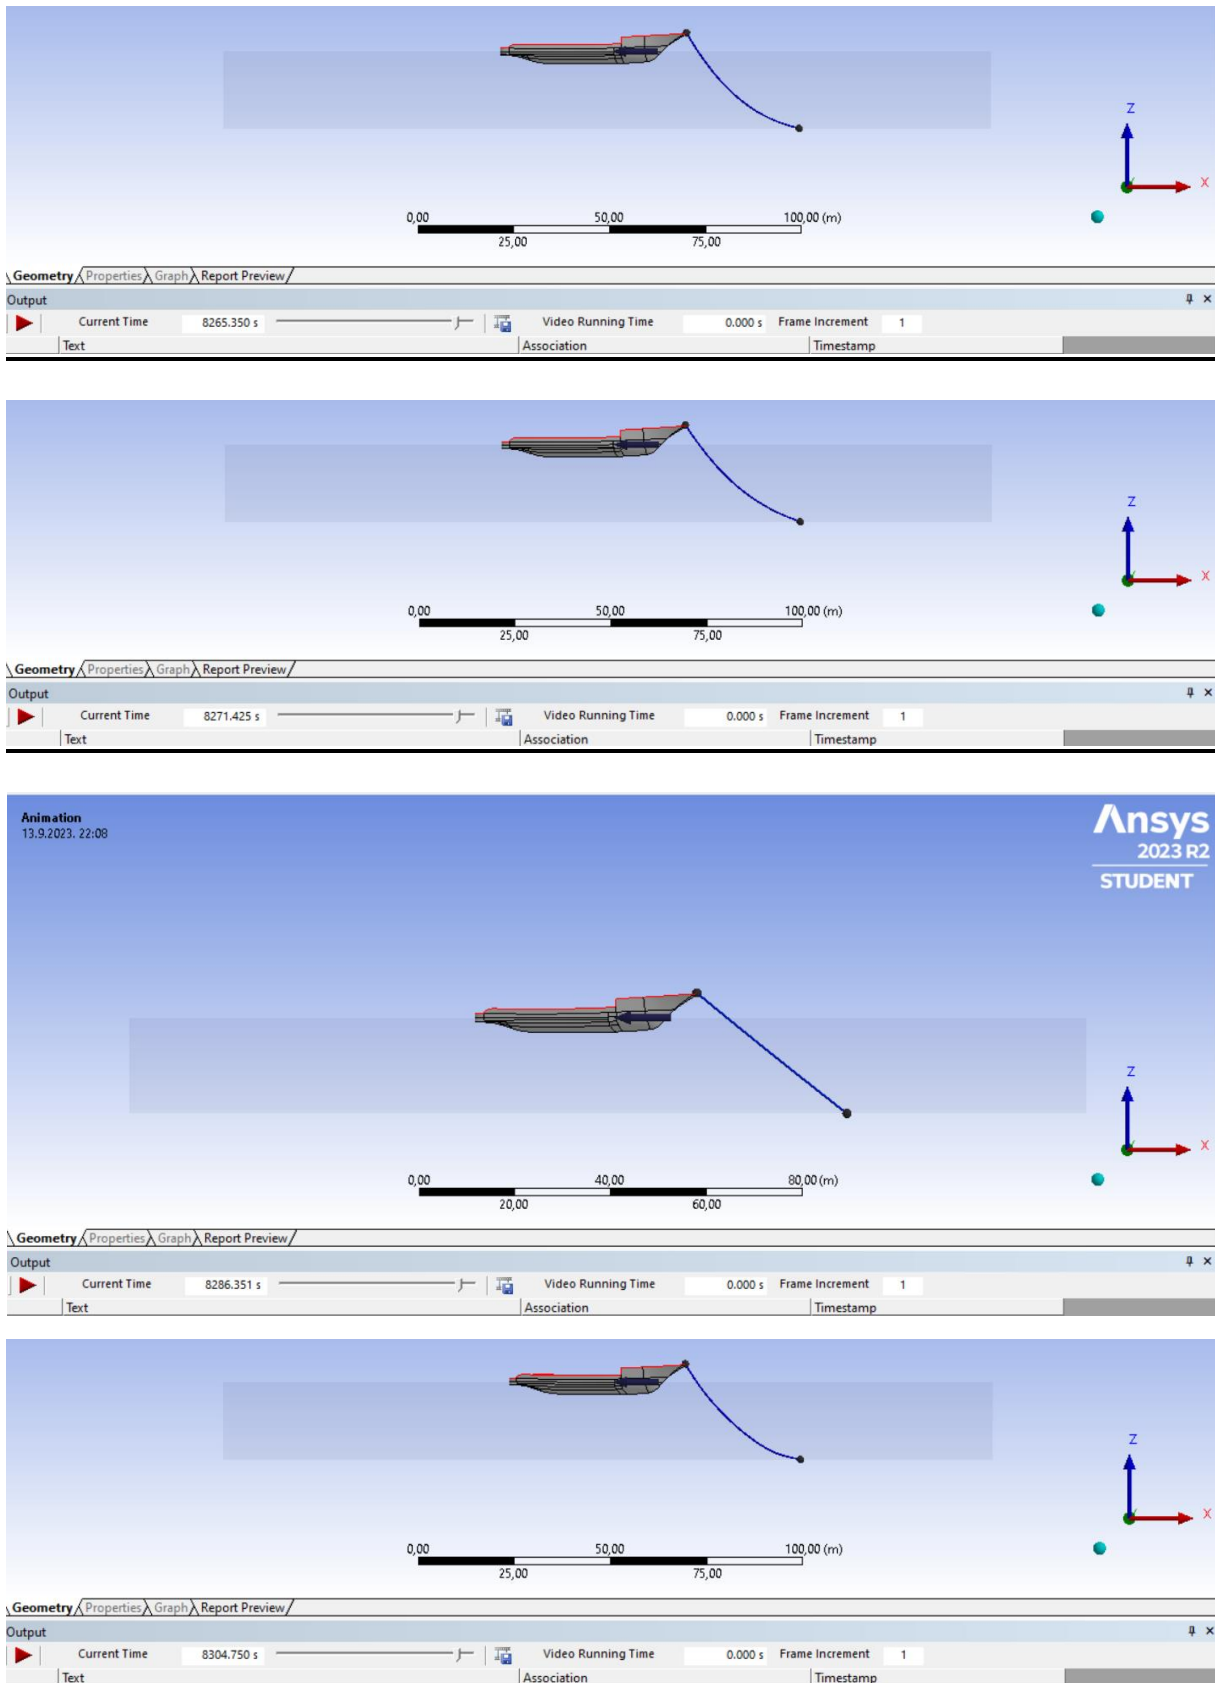 Z
X
0,00 50,00 100,00 (m)
25,00 75,00
Geometry Properties Graph Report Preview
Output
Current Time 8265.350 s Video Running Time 0.000 s Frame Increment 1
Text Association Timestamp
Z
X
0,00 50,00 100,00 (m)
25,00 75,00
Geometry Properties Graph Report Preview
Output
Current Time 8271.425 s Video Running Time 0.000 s Frame Increment 1
Text Association Timestamp
Animation
13.9.2023. 22:08
Ansys
2023 R2
STUDENT
Z
X
0,00 40,00 80,00 (m)
20,00 60,00
Geometry Properties Graph Report Preview
Output
Current Time 8286.351 s Video Running Time 0.000 s Frame Increment 1
Text Association Timestamp
Z
X
0,00 50,00 100,00 (m)
25,00 75,00
Geometry Properties Graph Report Preview
Output
Current Time 8304.750 s Video Running Time 0.000 s Frame Increment 1
Text Association Timestamp